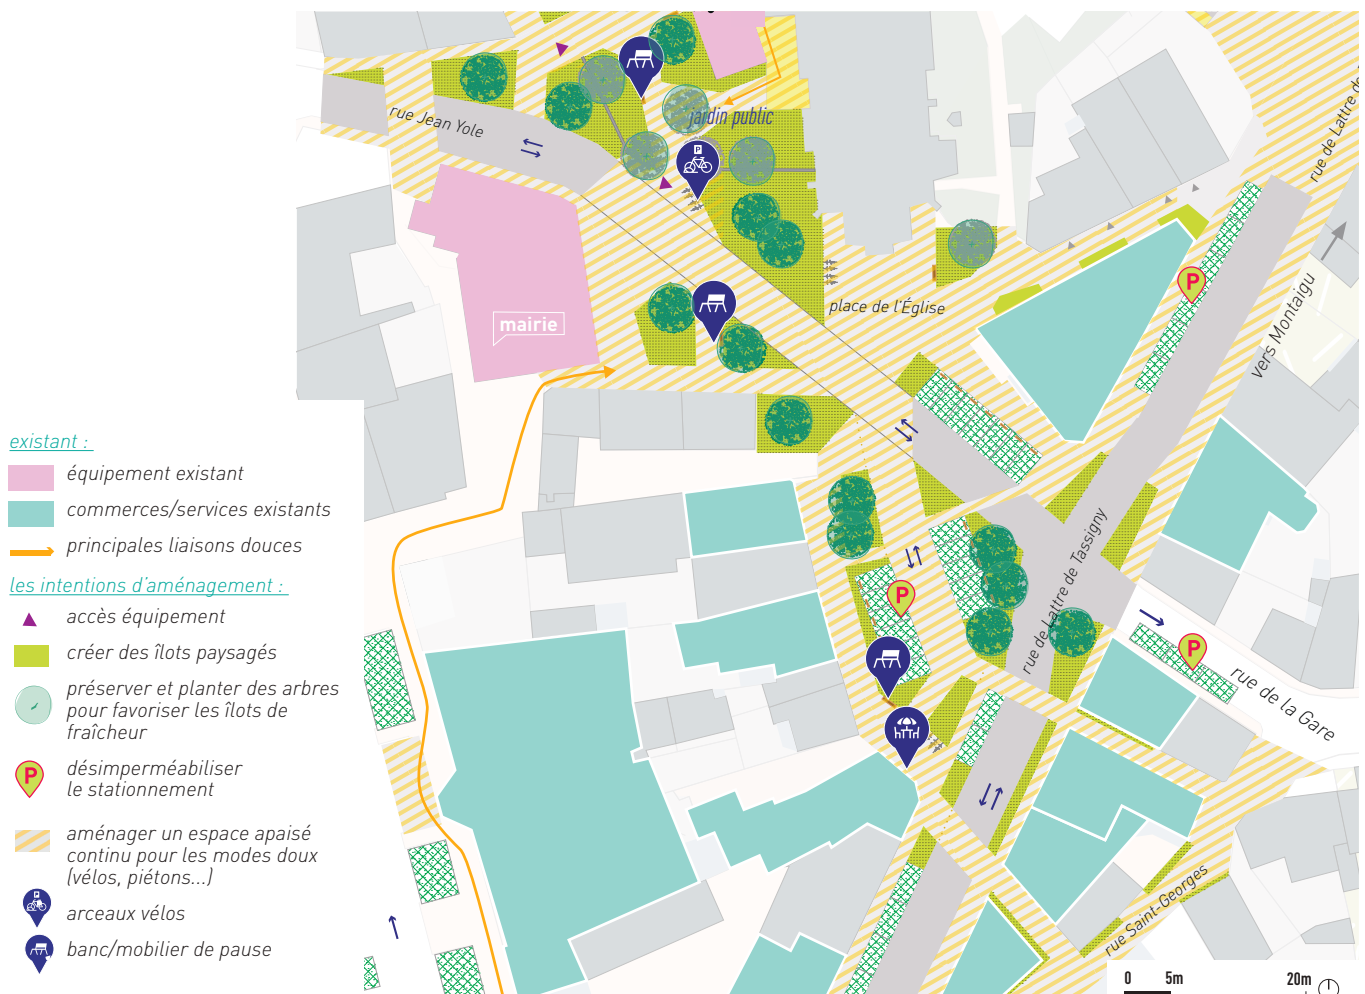 jardin public
rue Jean Yole
P
rue de Lattre de
place de l'Église
P
vers Montaigu
mairie
existant :
équipement existant
commerces/services existants
principales liaisons douces
les intentions d'aménagement :
accès équipement
créer des îlots paysagés
préserver et planter des arbres
pour favoriser les îlots de
fraîcheur
P
désimperméabiliser
le stationnement
aménager un espace apaisé
continu pour les modes doux
(vélos, piétons...)
P
arceaux vélos
banc/mobilier de pause
P
rue de Lattre de Tassigny
P
rue de la Gare
rue Saint-Georges
0 5m 20m